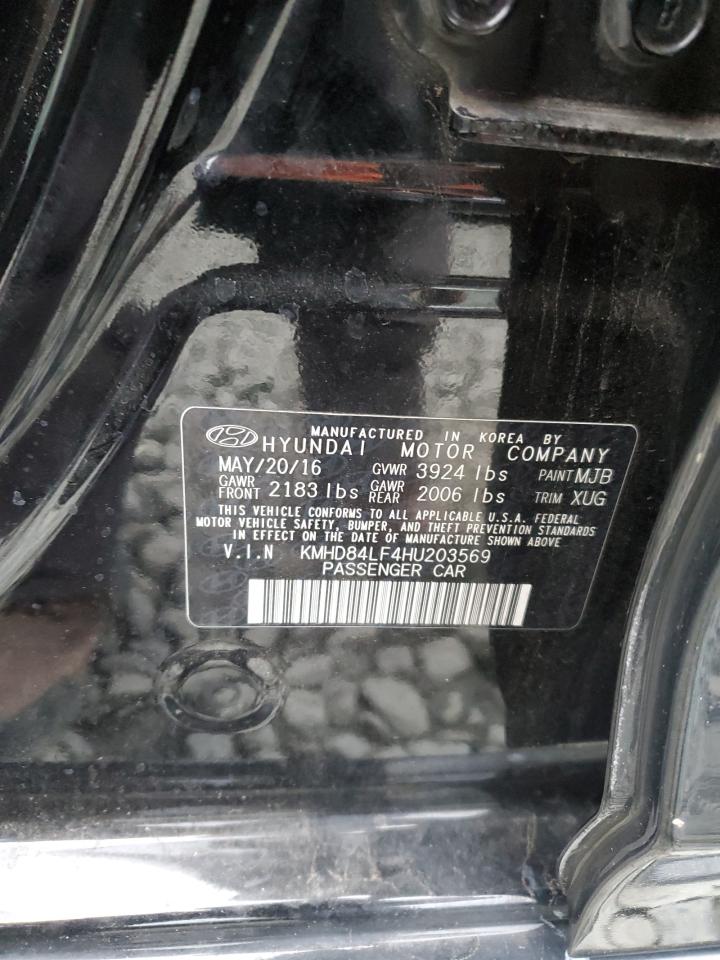 MANUFACTURED IN KOREA BY
HYUNDAI MOTOR COMPANY
MAY/20/16 GVWR 3924 lbs PAINT MJB
GAWR FRONT 2183 lbs GAWR REAR 2006 lbs TRIM XUG
THIS VEHICLE CONFORMS TO ALL APPLICABLE U.S.A. FEDERAL
MOTOR VEHICLE SAFETY, BUMPER, AND THEFT PREVENTION STANDARDS
IN EFFECT ON THE DATE OF MANUFACTURE SHOWN ABOVE
V.I.N KMHD84LF4HU203569
PASSENGER CAR